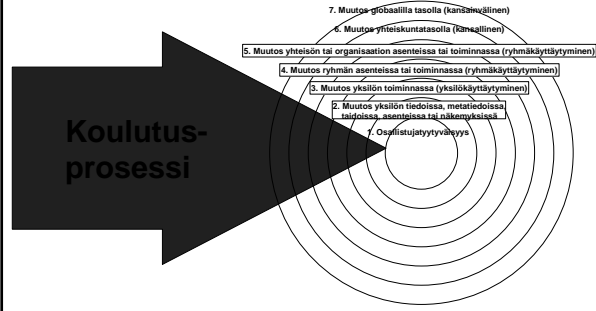 7. Muutos globaalilla tasolla (kansainvälinen)
6. Muutos yhteiskuntatasolla (kansallinen)
5. Muutos yhteisön tai organisaation asenteissa tai toiminnassa (ryhmäkäyttäytyminen)
4. Muutos ryhmän asenteissa tai toiminnassa (ryhmäkäyttäytyminen)
3. Muutos yksilön toiminnassa (yksilökäyttäytyminen)
2. Muutos yksilön tiedoissa, metatiedoissa,
taidoissa, asenteissa tai näkemyksissä
1. Osallistujatyytyväisyys
Koulutus-
prosessi